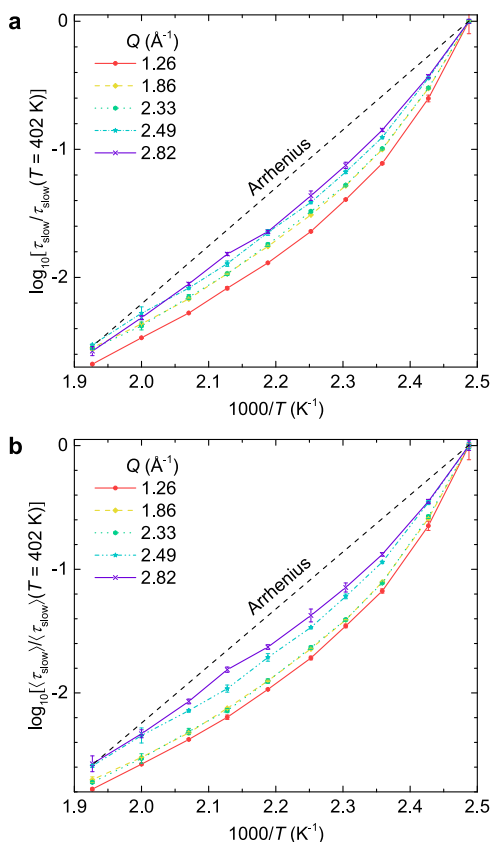 a
Q (Å⁻¹)
1.26
1.86
2.33
2.49
2.82
Arrhenius
log₁₀[τslow/τslow(T = 402 K)]
0
-1
-2
1.9 2.0 2.1 2.2 2.3 2.4 2.5
1000/T (K⁻¹)
b
Q (Å⁻¹)
1.26
1.86
2.33
2.49
2.82
Arrhenius
log₁₀[⟨τslow⟩/⟨τslow⟩(T = 402 K)]
0
-1
-2
1.9 2.0 2.1 2.2 2.3 2.4 2.5
1000/T (K⁻¹)